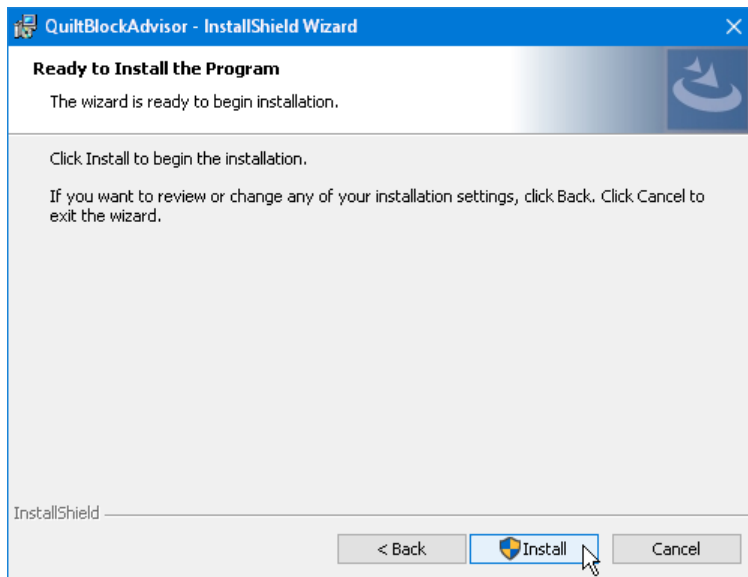 QuiltBlockAdvisor - InstallShield Wizard
Ready to Install the Program
The wizard is ready to begin installation.
Click Install to begin the installation.
If you want to review or change any of your installation settings, click Back. Click Cancel to
exit the wizard.
InstallShield
< Back
Install
Cancel